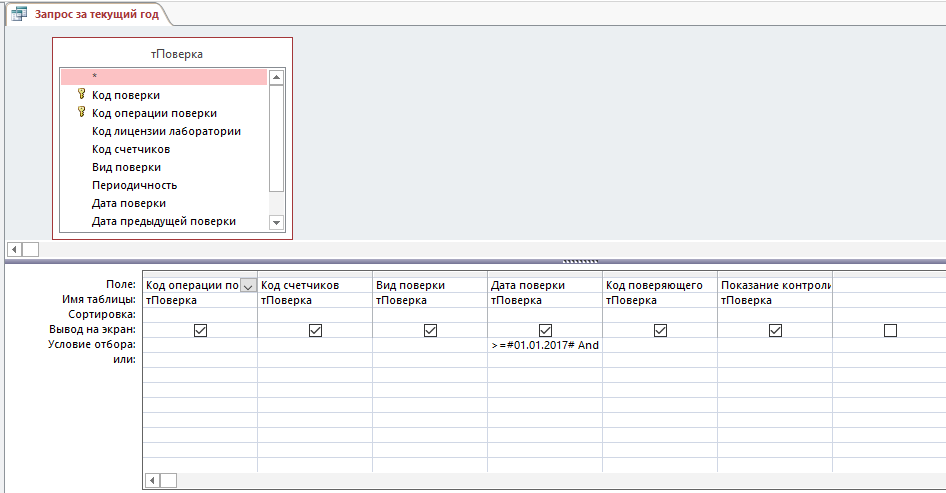 Запрос за текущий год
тПоверка
*
Код поверки
Код операции поверки
Код лицензии лаборатории
Код счетчиков
Вид поверки
Периодичность
Дата поверки
Дата предыдущей поверки
Поле: Код операции по Код счетчиков Вид поверки Дата поверки Код поверяющего Показание контроли
Имя таблицы: тПоверка тПоверка тПоверка тПоверка тПоверка тПоверка
Сортировка:
Вывод на экран:
Условие отбора: >=#01.01.2017# And
или: